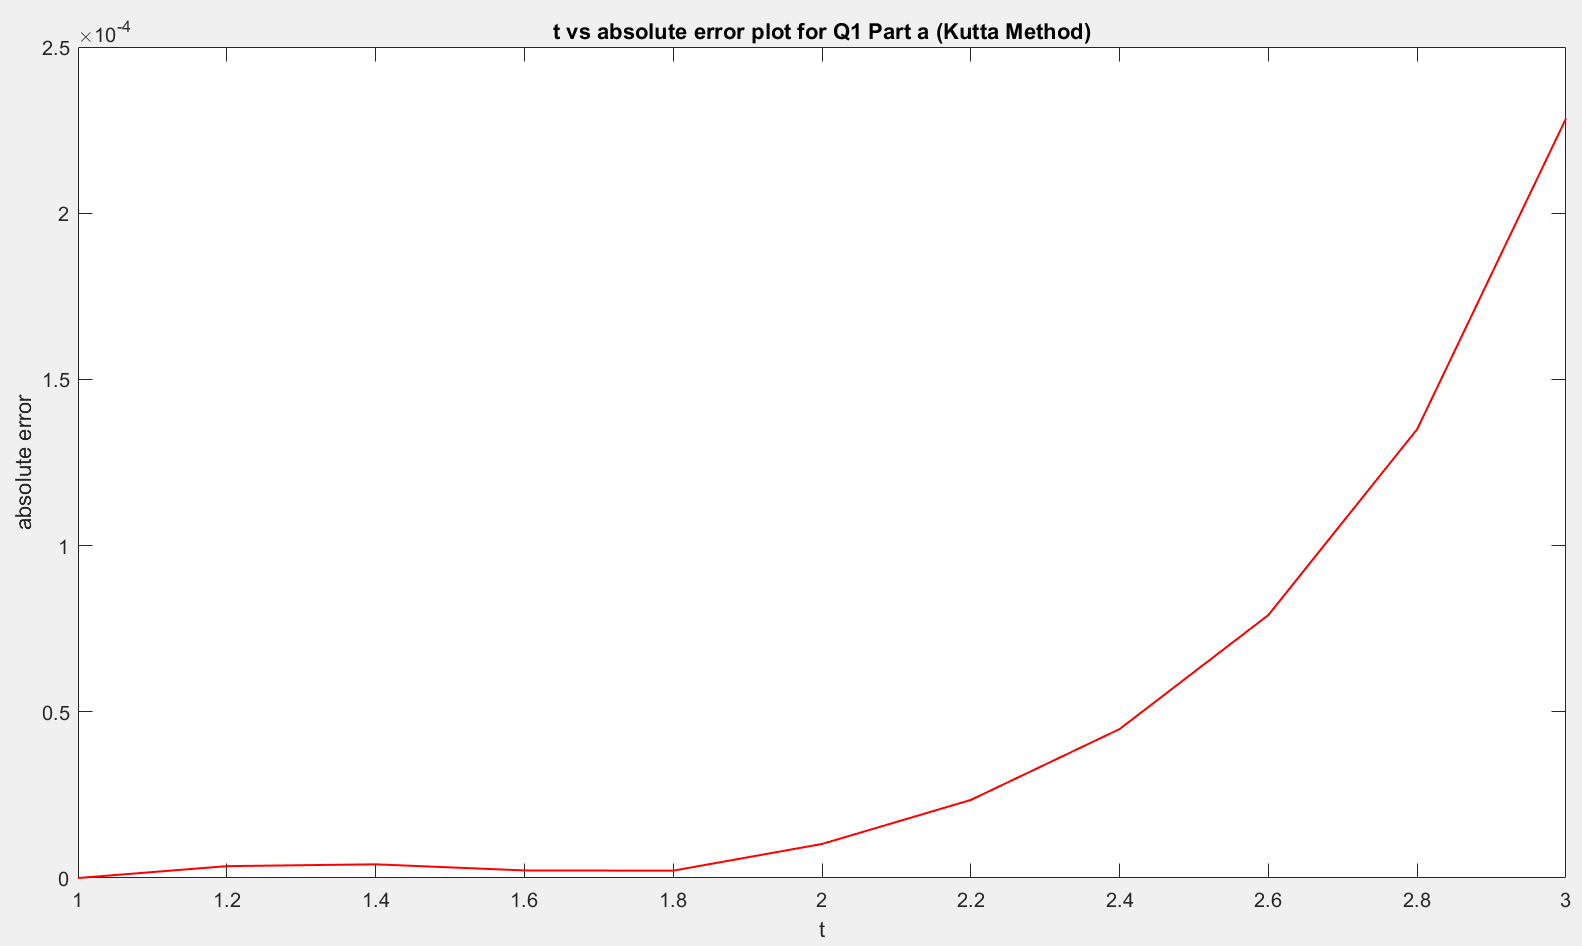 t vs absolute error plot for Q1 Part a (Kutta Method)
×10-4
2.5
2
1.5
1
0.5
0
absolute error
1 1.2 1.4 1.6 1.8 2 2.2 2.4 2.6 2.8 3
t